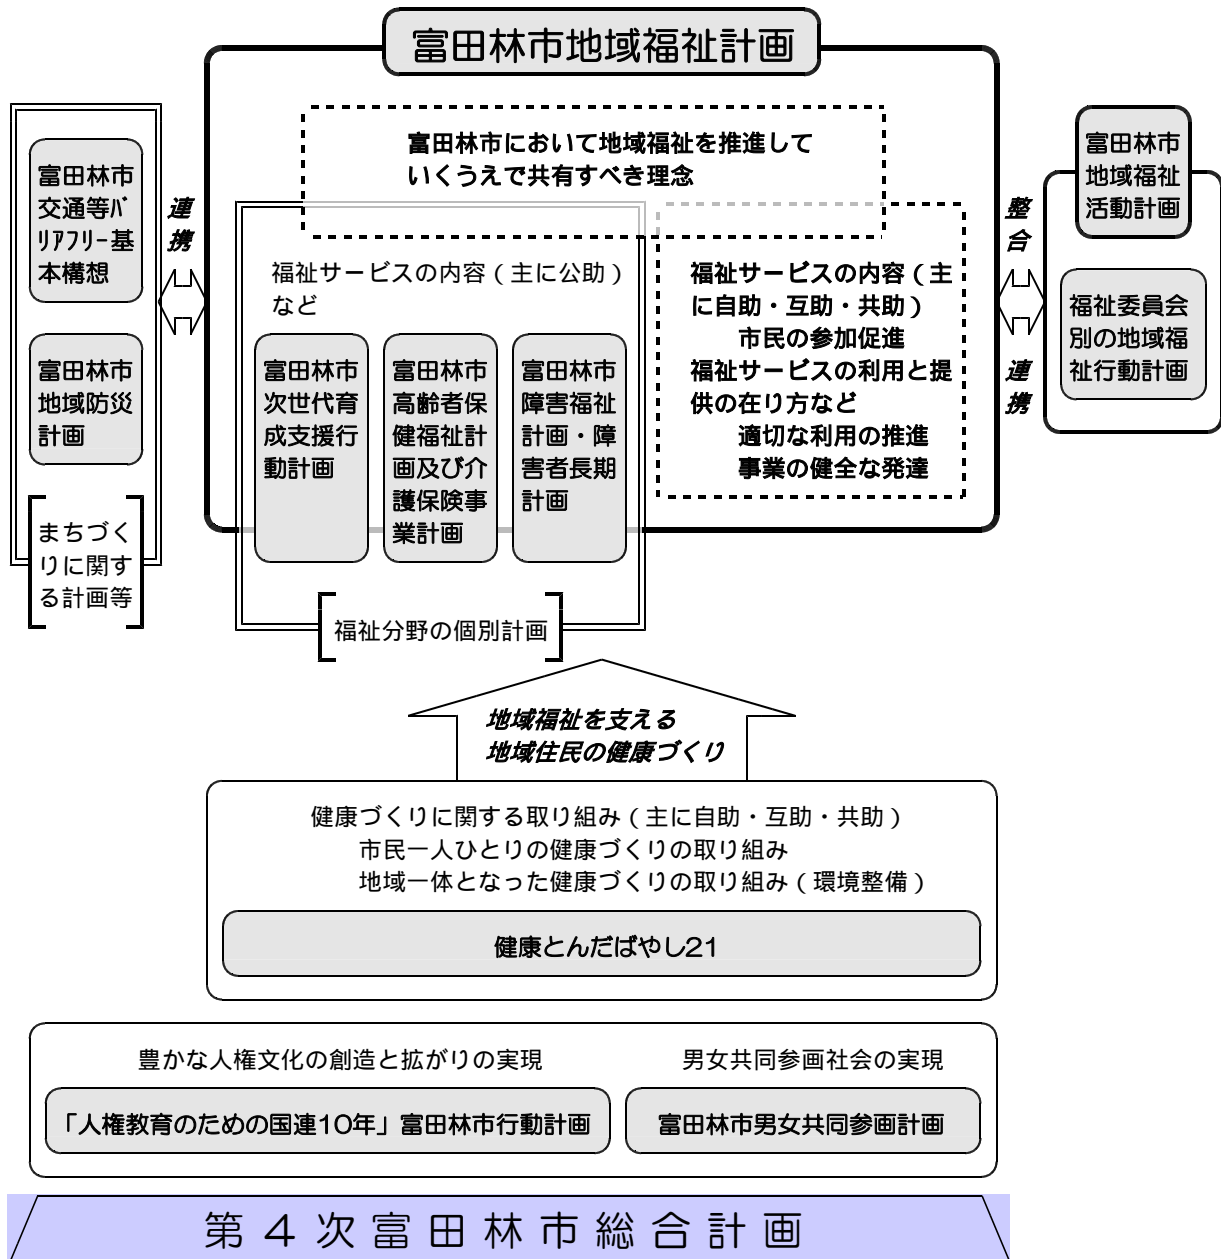 富田林市地域福祉計画
富田林市において地域福祉を推進して
いくうえで共有すべき理念
富田林市
交通等ﾊﾞ
ﾘｱﾌﾘｰ基
本構想
富田林市
地域防災
計画
まちづく
りに関す
る計画等
連
携
福祉サービスの内容（主に公助）
など
富田林市
次世代育
成支援行
動計画
富田林市
高齢者保
健福祉計
画及び介
護保険事
業計画
富田林市
障害福祉
計画・障
害者長期
計画
福祉分野の個別計画
福祉サービスの内容（主
に自助・互助・共助）
市民の参加促進
福祉サービスの利用と提
供の在り方など
適切な利用の推進
事業の健全な発達
整
合
連
携
富田林市
地域福祉
活動計画
福祉委員会
別の地域福
祉行動計画
地域福祉を支える
地域住民の健康づくり
健康づくりに関する取り組み（主に自助・互助・共助）
市民一人ひとりの健康づくりの取り組み
地域一体となった健康づくりの取り組み（環境整備）
健康とんだばやし21
豊かな人権文化の創造と拡がりの実現
「人権教育のための国連10年」富田林市行動計画
男女共同参画社会の実現
富田林市男女共同参画計画
第４次富田林市総合計画